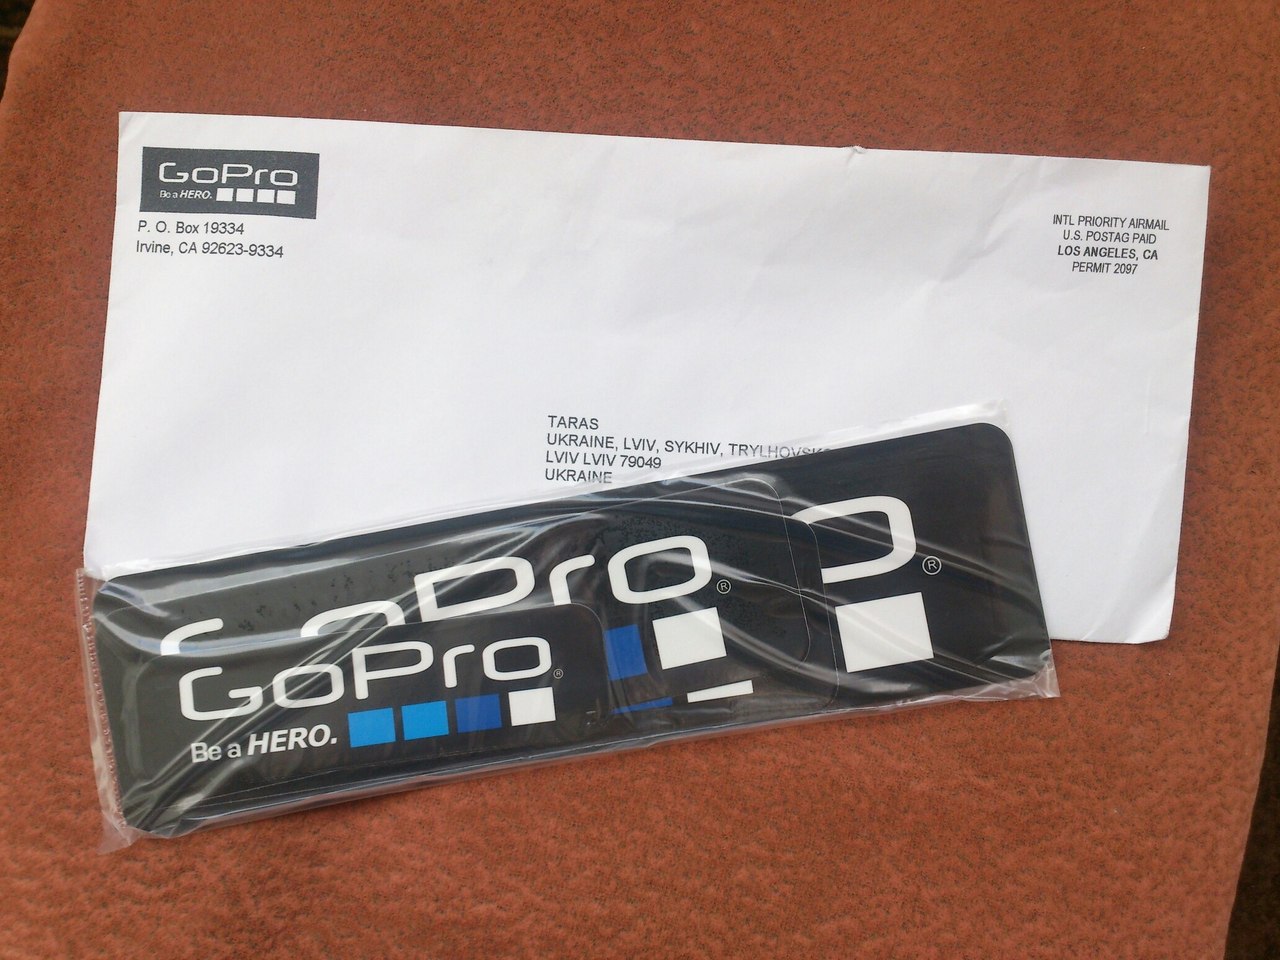 GoPro
Be a HERO.
P. O. Box 19334
Irvine, CA 92623-9334
INTL PRIORITY AIRMAIL
U.S. POSTAG PAID
LOS ANGELES, CA
PERMIT 2097
TARAS
UKRAINE, LVIV, SYKHIV,
LVIV LVIV 79049
UKRAINE
GoPro®
GoPro®
Be a HERO.